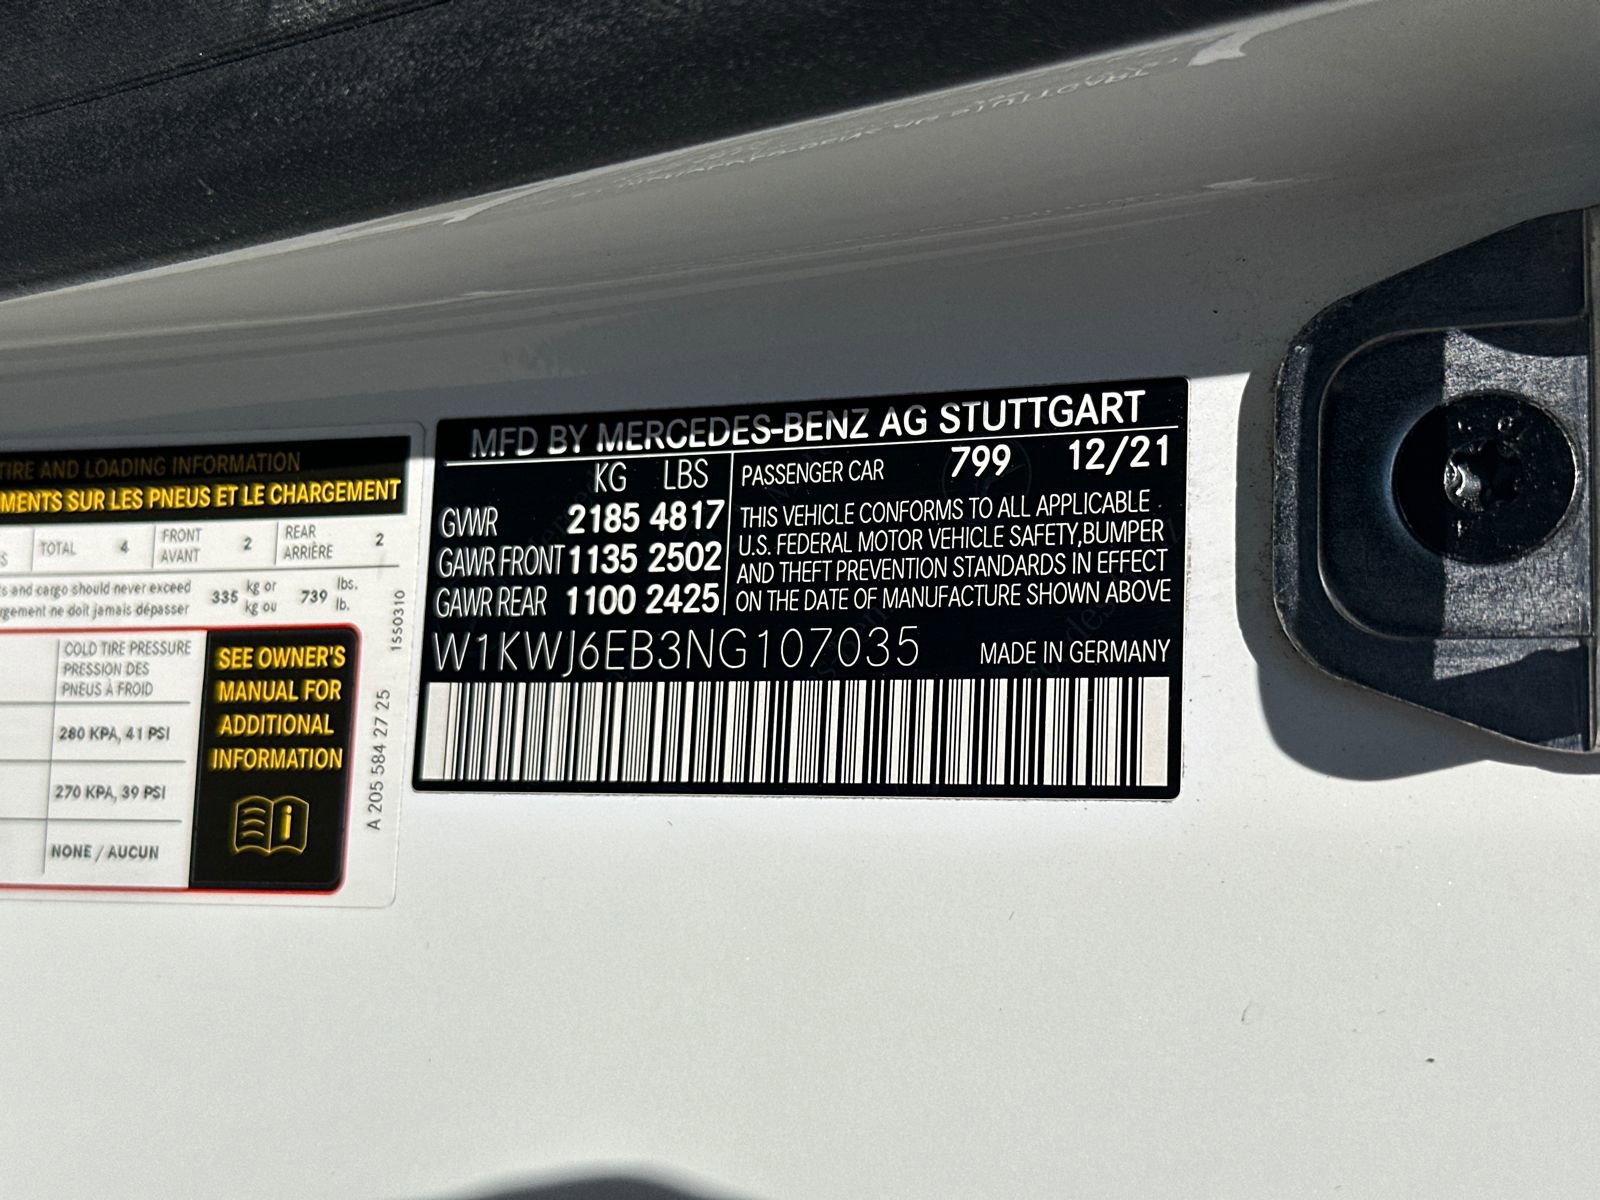 TIRE AND LOADING INFORMATION
MENTS SUR LES PNEUS ET LE CHARGEMENT
S TOTAL 4 FRONT AVANT 2 REAR ARRIÈRE 2
s and cargo should never exceed
rgement ne doit jamais dépasser
335 kg or kg ou 739 lbs. lb.
COLD TIRE PRESSURE
PRESSION DES
PNEUS À FROID
280 KPA, 41 PSI
270 KPA, 39 PSI
NONE / AUCUN
SEE OWNER'S
MANUAL FOR
ADDITIONAL
INFORMATION
1550310
A 205 584 27 25
MFD BY MERCEDES-BENZ AG STUTTGART
KG LBS
GVWR 2185 4817
GAWR FRONT 1135 2502
GAWR REAR 1100 2425
PASSENGER CAR 799 12/21
THIS VEHICLE CONFORMS TO ALL APPLICABLE
U.S. FEDERAL MOTOR VEHICLE SAFETY,BUMPER
AND THEFT PREVENTION STANDARDS IN EFFECT
ON THE DATE OF MANUFACTURE SHOWN ABOVE
W1KWJ6EB3NG107035
MADE IN GERMANY